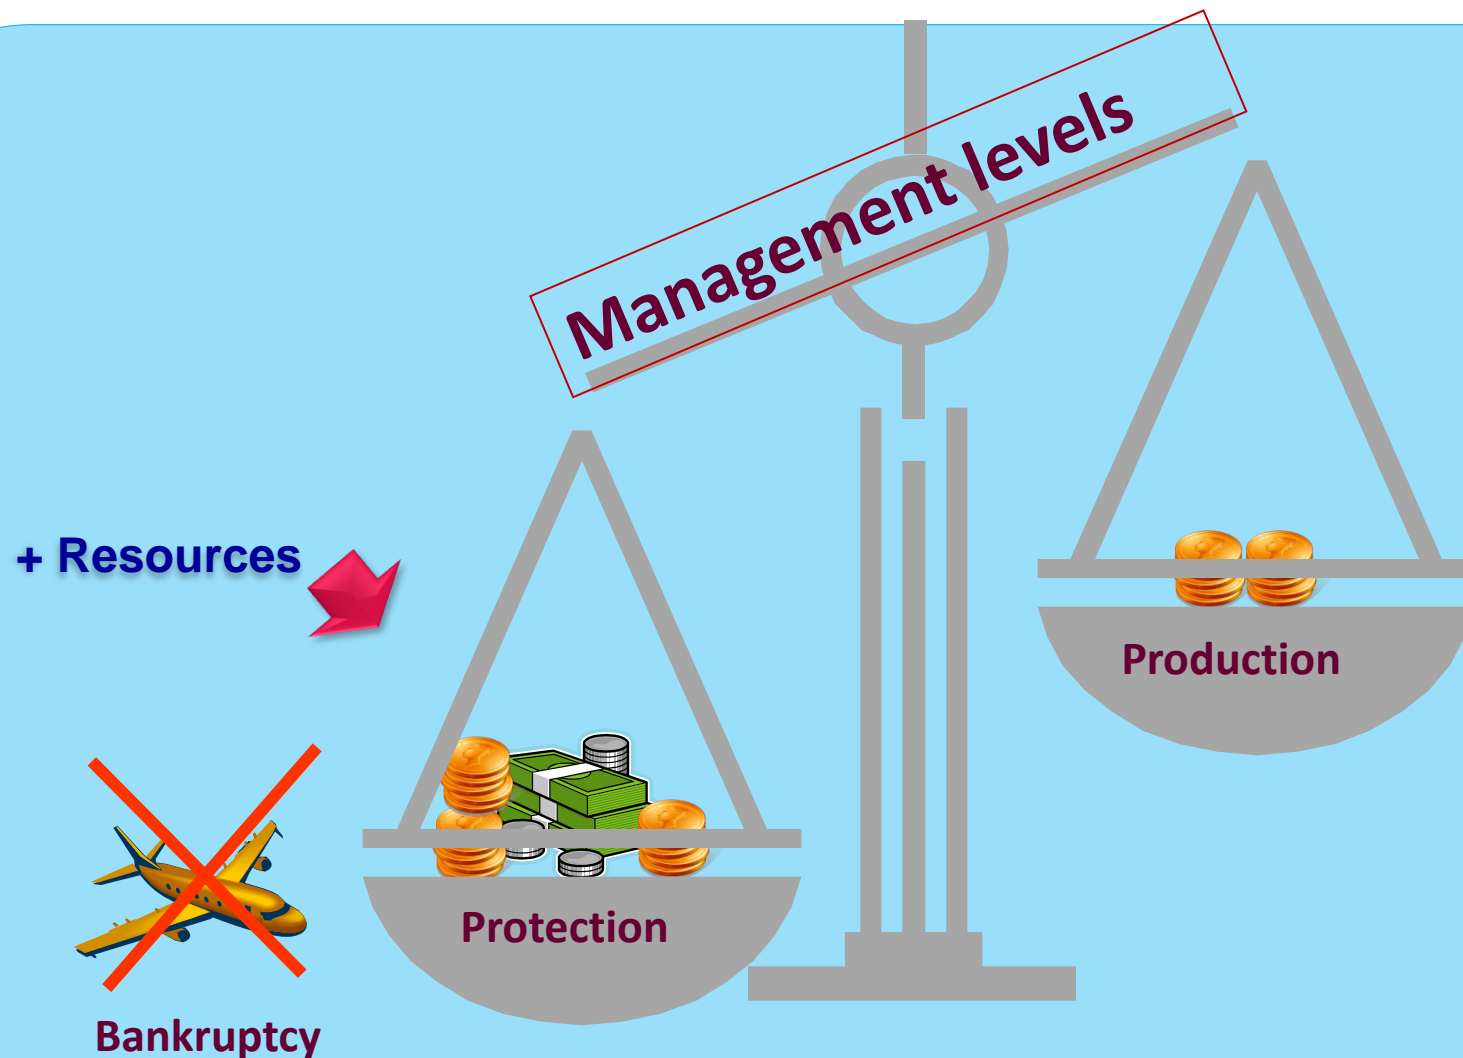 Management levels
+ Resources
Production
Protection
Bankruptcy